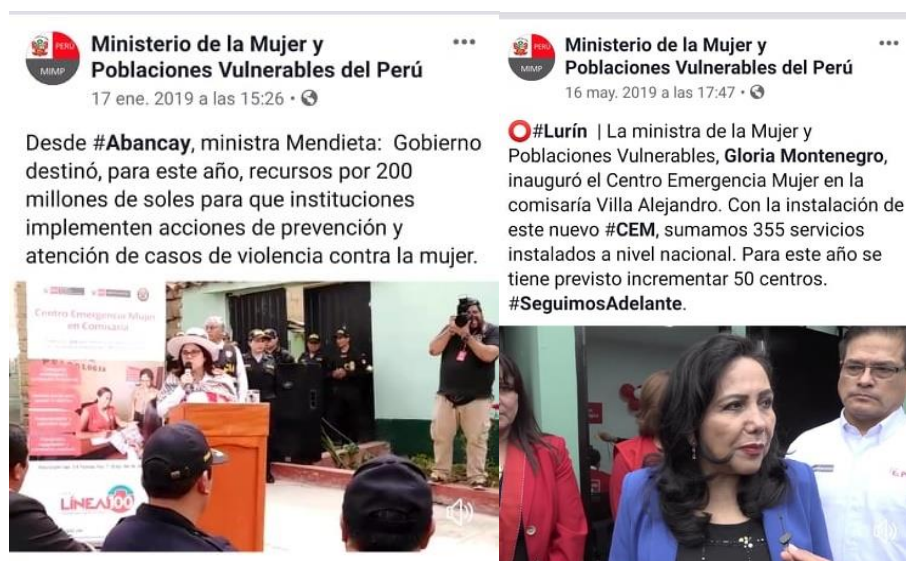 PERÚ
MIMP
Ministerio de la Mujer y
Poblaciones Vulnerables del Perú
17 ene. 2019 a las 15:26 •
Desde #Abancay, ministra Mendieta: Gobierno
destinó, para este año, recursos por 200
millones de soles para que instituciones
implementen acciones de prevención y
atención de casos de violencia contra la mujer.
Centro Emergencia Mujer
en Comisaría
LÍNEA100
PERÚ
MIMP
Ministerio de la Mujer y
Poblaciones Vulnerables del Perú
16 may. 2019 a las 17:47 •
#Lurín | La ministra de la Mujer y
Poblaciones Vulnerables, Gloria Montenegro,
inauguró el Centro Emergencia Mujer en la
comisaría Villa Alejandro. Con la instalación de
este nuevo #CEM, sumamos 355 servicios
instalados a nivel nacional. Para este año se
tiene previsto incrementar 50 centros.
#SeguimosAdelante.